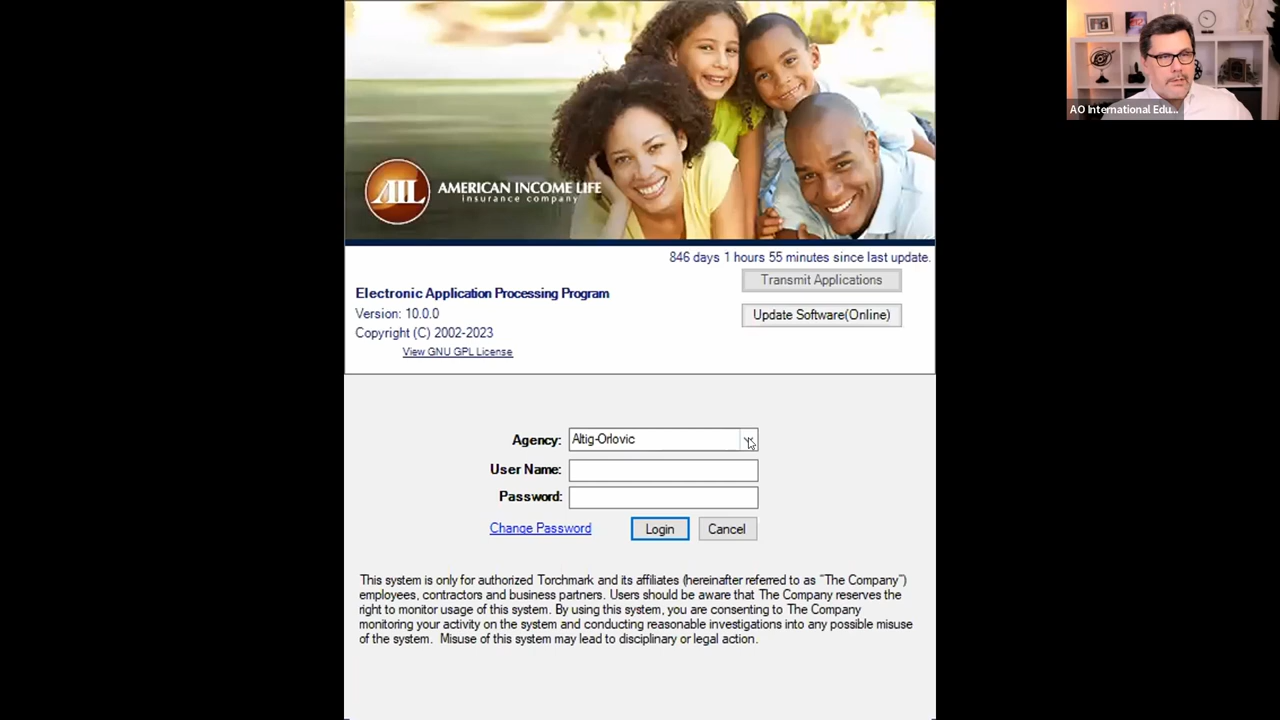 AO International Edu...
AIL
AMERICAN INCOME LIFE
insurance company
846 days 1 hours 55 minutes since last update.
Transmit Applications
Electronic Application Processing Program
Version: 10.0.0
Update Software(Online)
Copyright (C) 2002-2023
View GNU GPL License
Agency: Altig-Orlovic
User Name:
Password:
Change Password Login Cancel
This system is only for authorized Torchmark and its affiliates (hereinafter referred to as "The Company")
employees, contractors and business partners. Users should be aware that The Company reserves the
right to monitor usage of this system. By using this system, you are consenting to The Company
monitoring your activity on the system and conducting reasonable investigations into any possible misuse
of the system. Misuse of this system may lead to disciplinary or legal action.